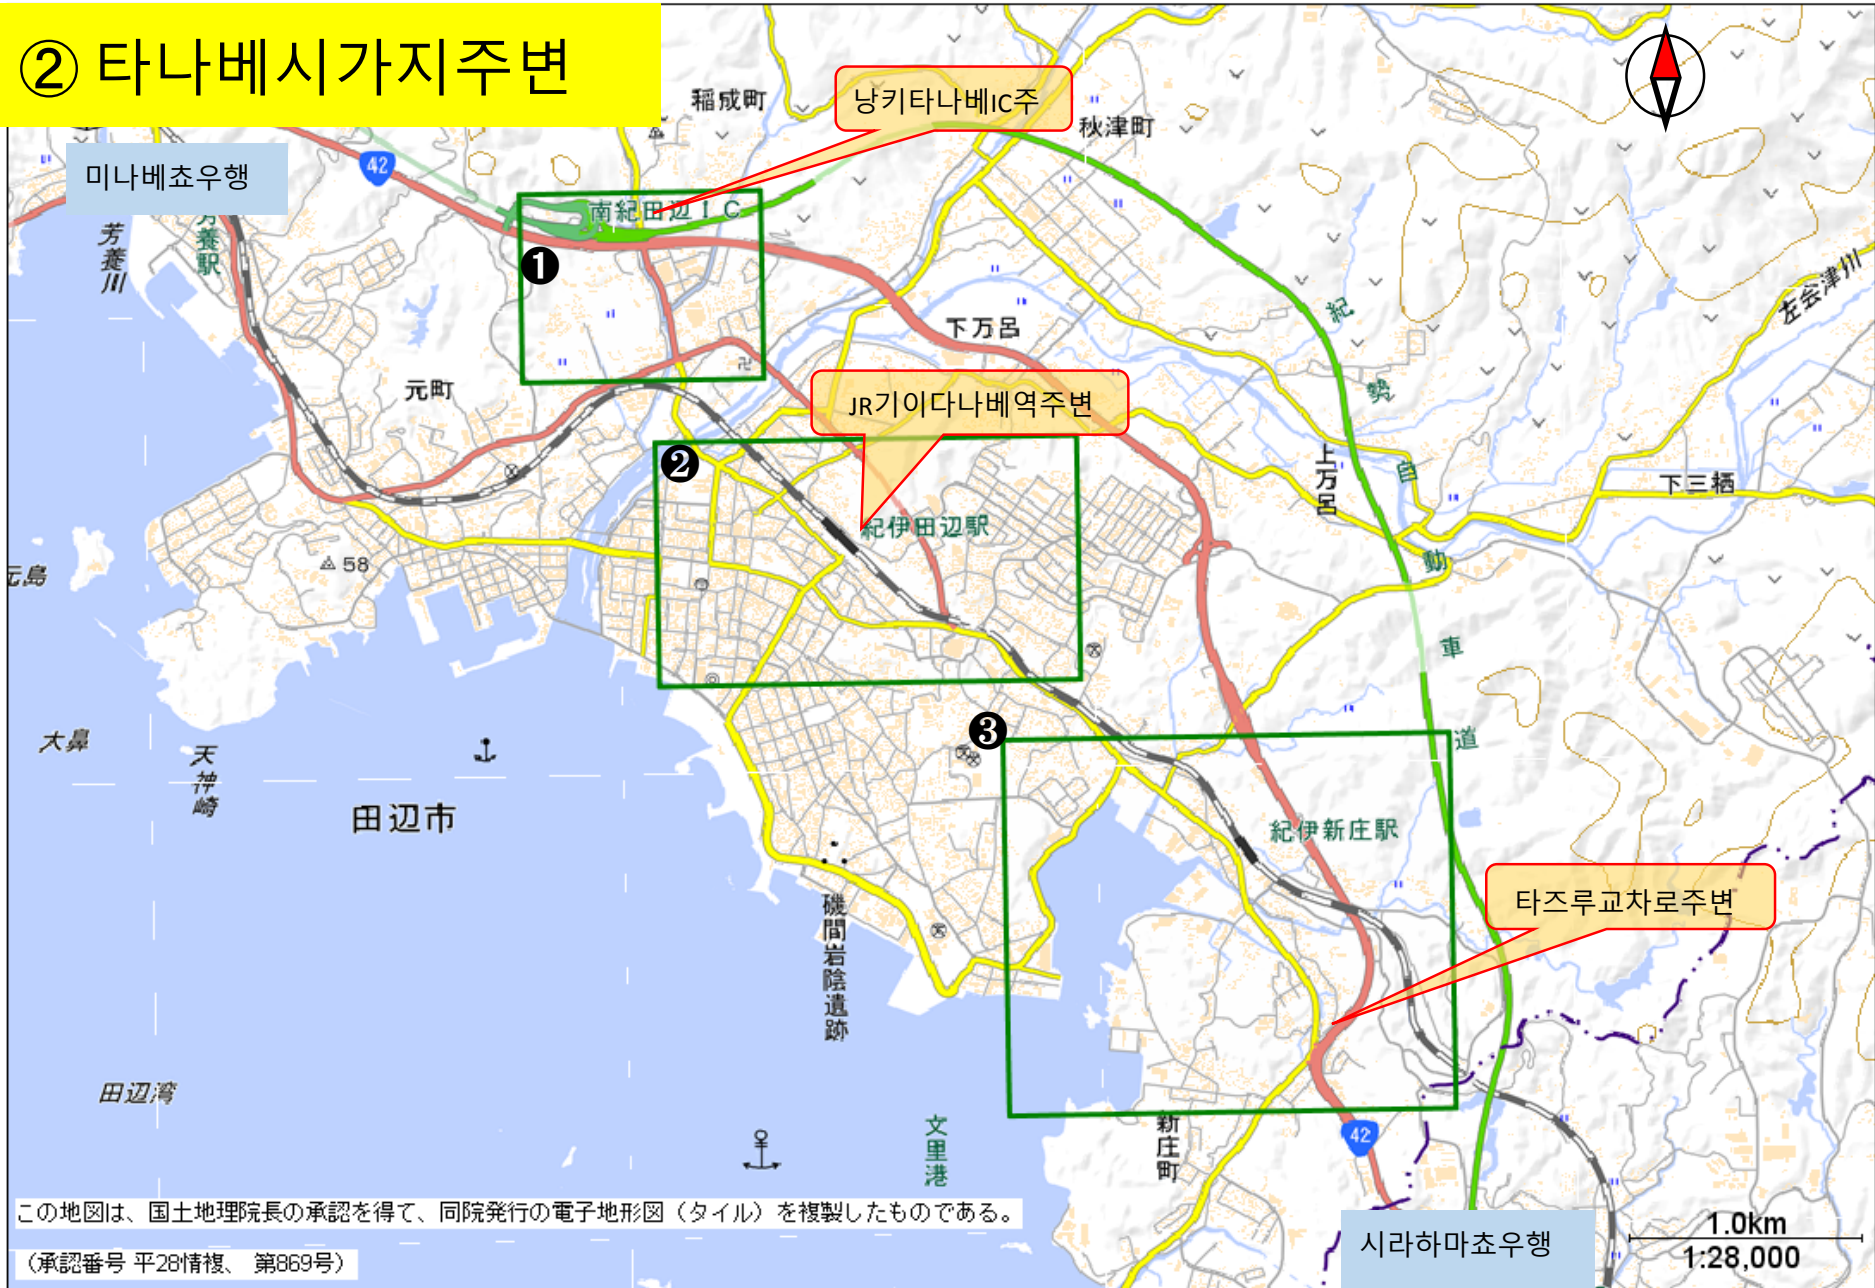 ② 타나베시가지주변
낭키타나베IC주
稲成町
秋津町
미나베쵸우행
42
南紀田辺IC
芳養川
芳養駅
❶
左会津川
紀勢自動車道
下万呂
元町
JR기이다나베역주변
❷
上万呂
下三栖
紀伊田辺駅
58
元島
❸
大鼻
天神崎
田辺市
紀伊新庄駅
타즈루교차로주변
磯間岩陰遺跡
田辺湾
文里港
新庄町
42
この地図は、国土地理院長の承認を得て、同院発行の電子地形図（タイル）を複製したものである。
（承認番号 平28情複、 第869号）
시라하마쵸우행
1.0km
1:28,000